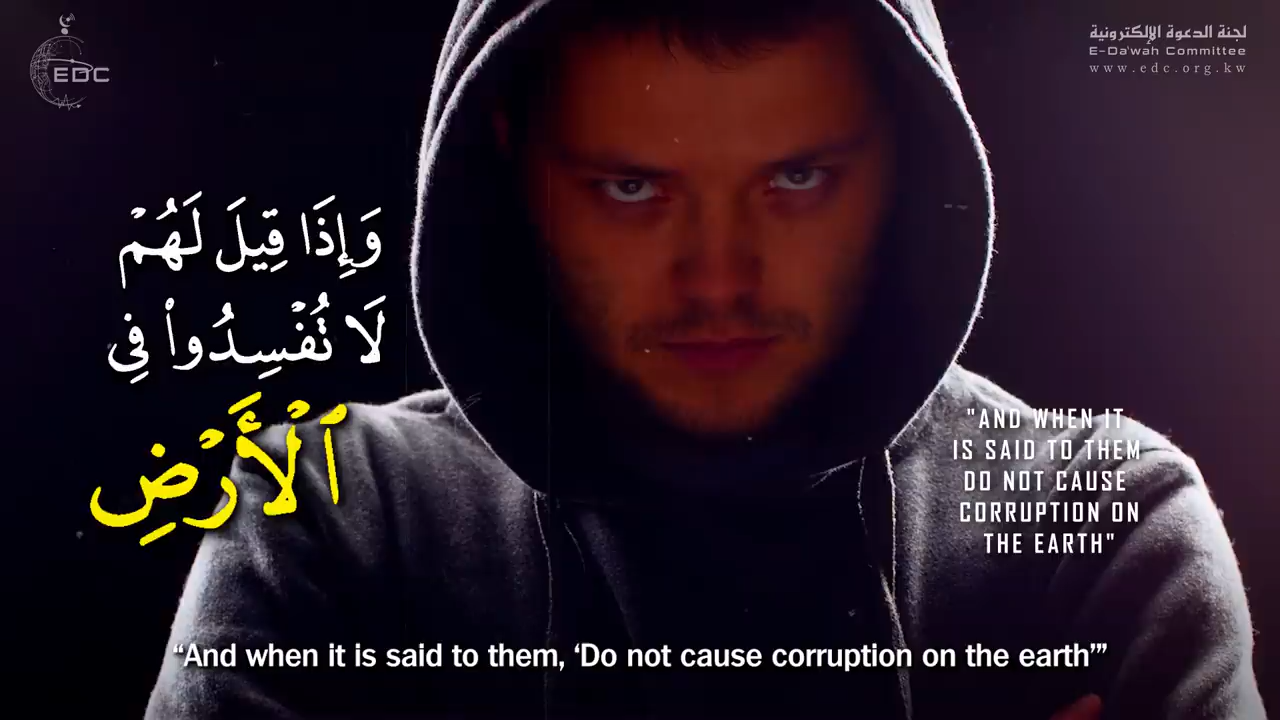 EDC
لجنة الدعوة الإلكترونية
E-Da'wah Committee
www.edc.org.kw
وَإِذَا قِيلَ لَهُمْ
لَا تُفْسِدُوا۟ فِى
ٱلْأَرْضِ
"AND WHEN IT
IS SAID TO THEM
DO NOT CAUSE
CORRUPTION ON
THE EARTH"
“And when it is said to them, ‘Do not cause corruption on the earth’”